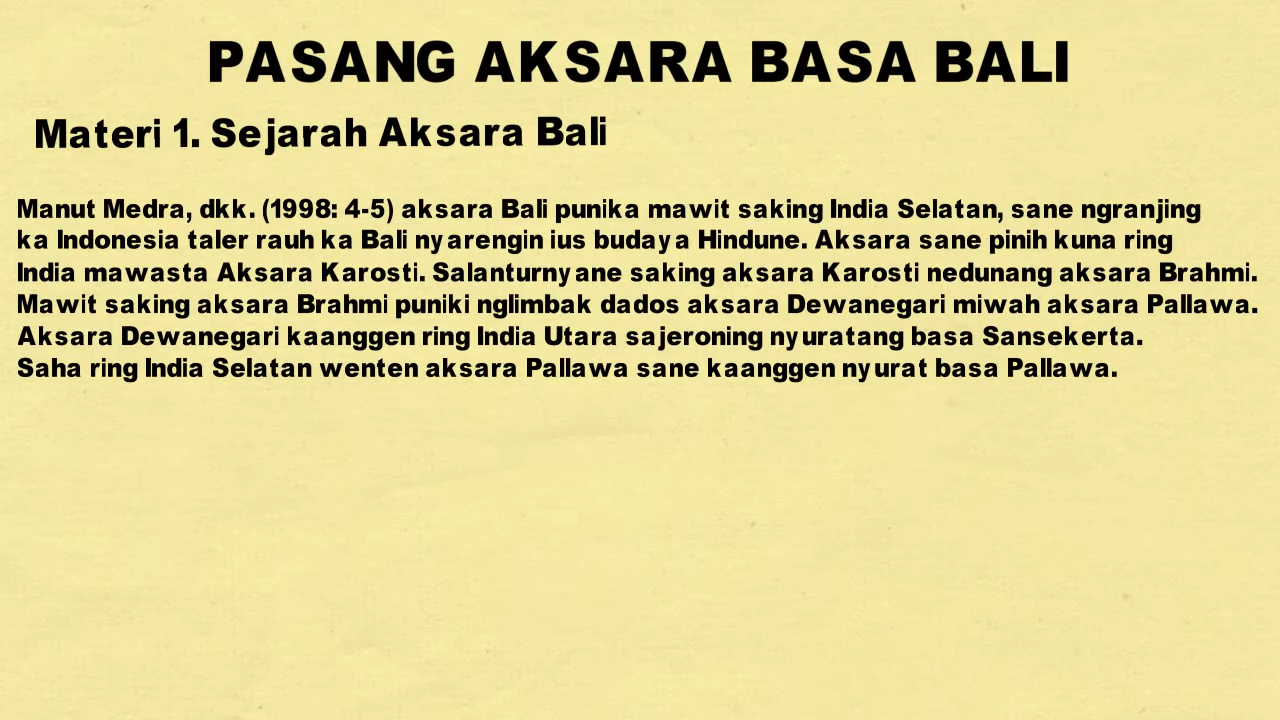 PASANG AKSARA BASA BALI
Materi 1. Sejarah Aksara Bali
Manut Medra, dkk. (1998: 4-5) aksara Bali punika mawit saking India Selatan, sane ngranjing
ka Indonesia taler rauh ka Bali nyarengin ius budaya Hindune. Aksara sane pinih kuna ring
India mawasta Aksara Karosti. Salanturnyane saking aksara Karosti nedunang aksara Brahmi.
Mawit saking aksara Brahmi puniki nglimbak dados aksara Dewanegari miwah aksara Pallawa.
Aksara Dewanegari kaanggen ring India Utara sajeroning nyuratang basa Sansekerta.
Saha ring India Selatan wenten aksara Pallawa sane kaanggen nyurat basa Pallawa.